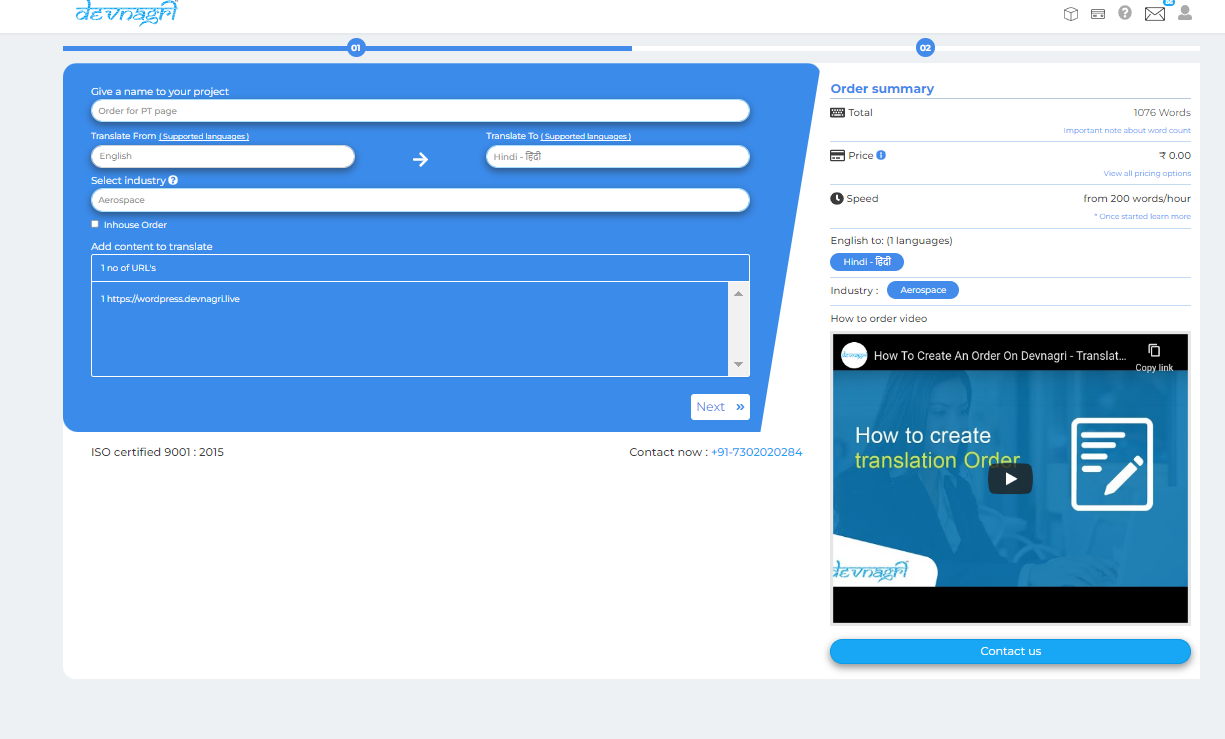 devnagri
01
02
Give a name to your project
Order for PT page
Translate From ( Supported languages )
Translate To ( Supported languages )
English
Hindi - हिंदी
Select industry
Aerospace
Inhouse Order
Add content to translate
1 no of URL's
1 https://wordpress.devnagri.live
Next »
ISO certified 9001 : 2015
Contact now : +91-7302020284
Order summary
Total 1076 Words
Important note about word count
Price ₹ 0.00
View all pricing options
Speed from 200 words/hour
* Once started learn more
English to: (1 languages)
Hindi - हिंदी
Industry : Aerospace
How to order video
devnagri
How To Create An Order On Devnagri - Translat...
Copy link
How to create
translation Order
devnagri
Contact us